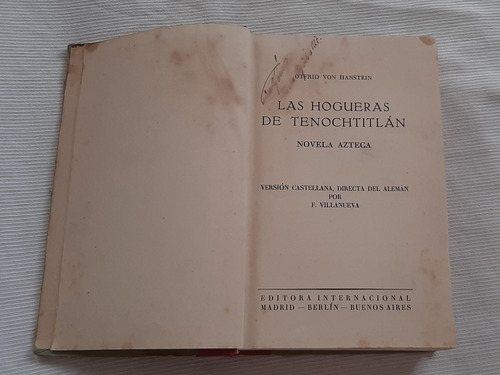 OTFRID VON HANSTEIN
LAS HOGUERAS
DE TENOCHTITLÁN
NOVELA AZTECA
VERSIÓN CASTELLANA, DIRECTA DEL ALEMÁN
POR
F. VILLANUEVA
EDITORA INTERNACIONAL
MADRID — BERLÍN — BUENOS AIRES